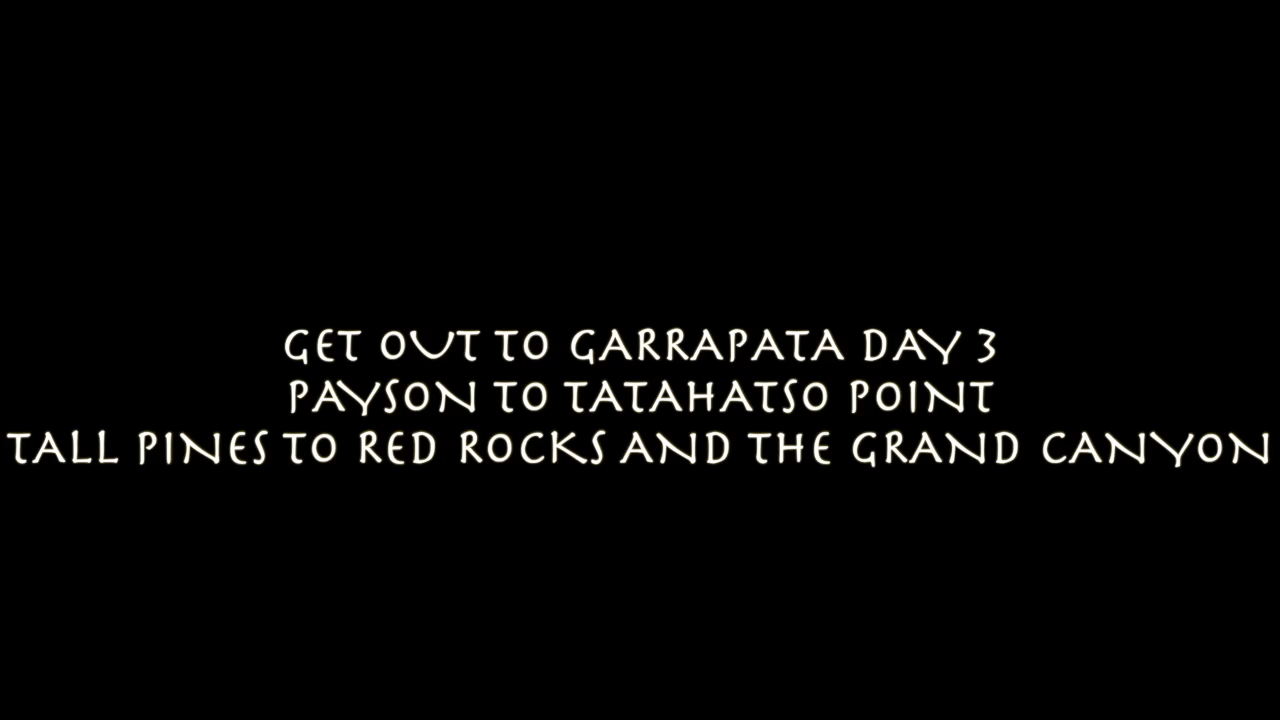 GET OUT TO GARRAPATA DAY 3
PAYSON TO TATAHATSO POINT
TALL PINES TO RED ROCKS AND THE GRAND CANYON